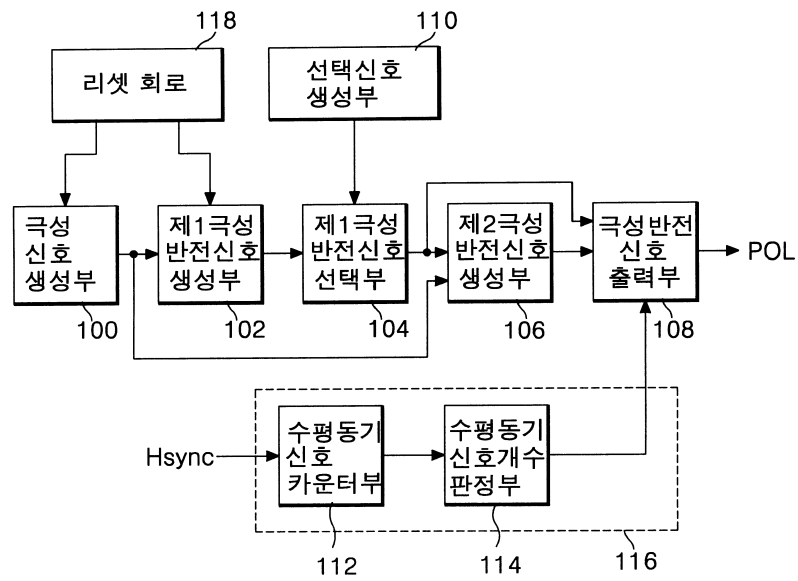 118
110
리셋 회로
선택신호
생성부
극성
신호
생성부
제1극성
반전신호
생성부
제1극성
반전신호
선택부
제2극성
반전신호
생성부
극성반전
신호
출력부
POL
100
102
104
106
108
Hsync
수평동기
신호
카운터부
수평동기
신호개수
판정부
112
114
116